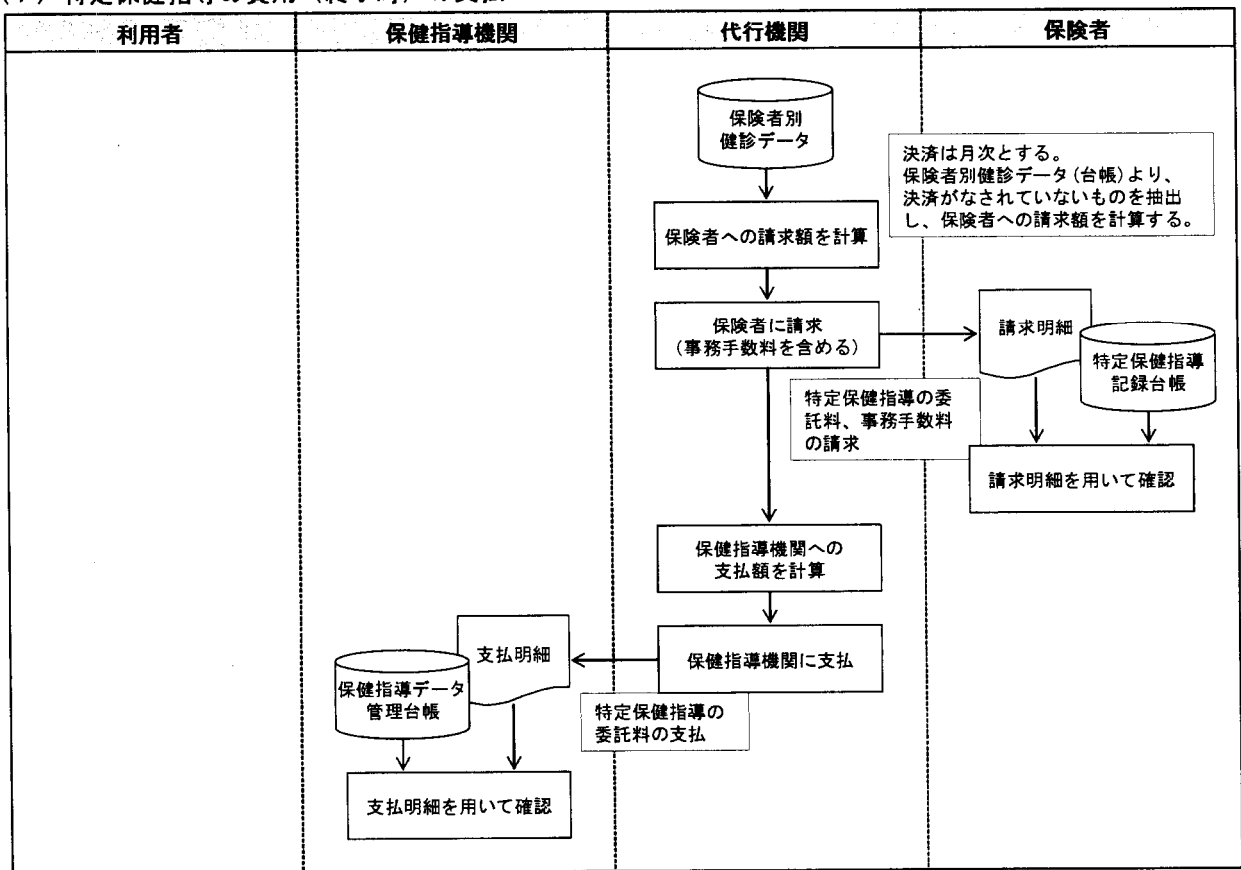 利用者
保健指導機関
代行機関
保険者
保険者別
健診データ
決済は月次とする。
保険者別健診データ(台帳)より、
決済がなされていないものを抽出
し、保険者への請求額を計算する。
保険者への請求額を計算
保険者に請求
(事務手数料を含める)
請求明細
特定保健指導
記録台帳
特定保健指導の委
託料、事務手数料
の請求
請求明細を用いて確認
保健指導機関への
支払額を計算
保健指導機関に支払
支払明細
保健指導データ
管理台帳
特定保健指導の
委託料の支払
支払明細を用いて確認